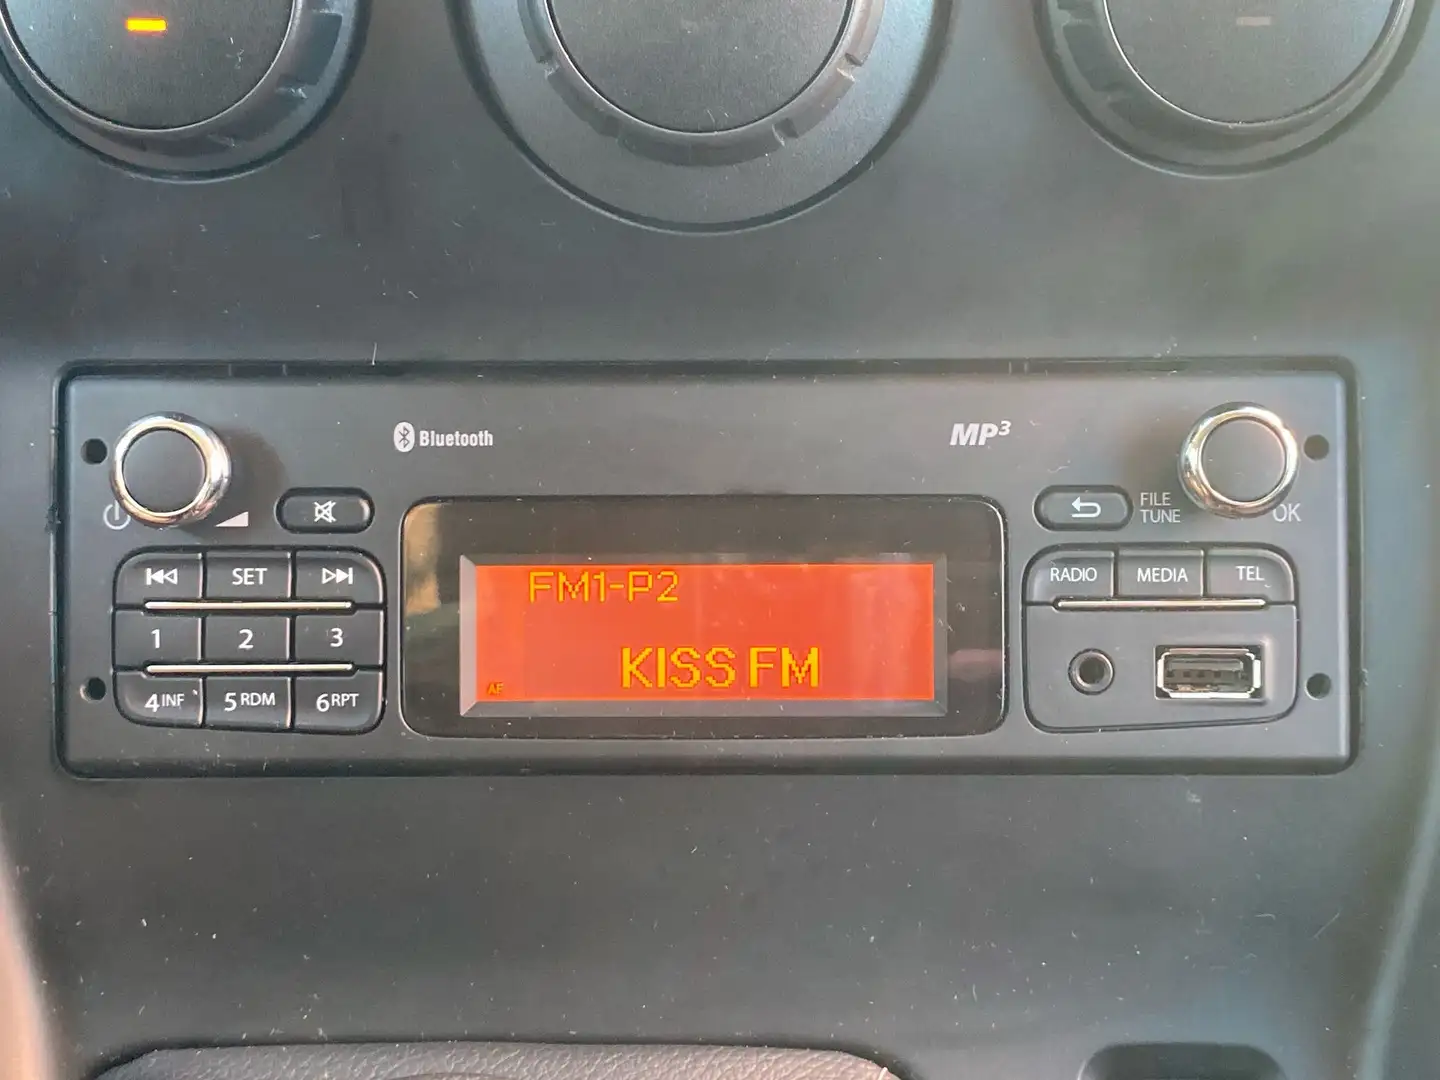 Bluetooth
MP3
FILE
TUNE
OK
SET
RADIO
MEDIA
TEL
FM1-P2
1
2
3
KISS FM
AF
4 INF
5 RDM
6 RPT